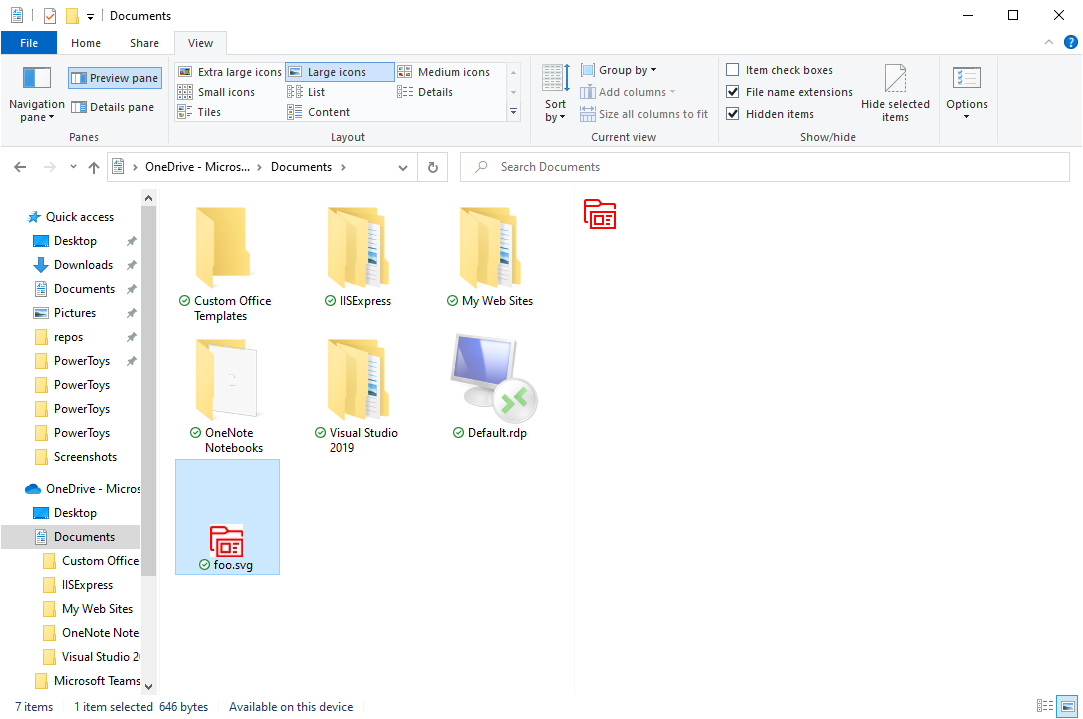 Documents
File Home Share View
Navigation pane
Preview pane
Details pane
Panes
Extra large icons Large icons Medium icons
Small icons List Details
Tiles Content
Layout
Sort by
Group by
Add columns
Size all columns to fit
Current view
Item check boxes
File name extensions
Hidden items
Hide selected items
Show/hide
Options
OneDrive - Micros... Documents
Search Documents
Quick access
Desktop
Downloads
Documents
Pictures
repos
PowerToys
PowerToys
PowerToys
PowerToys
Screenshots
OneDrive - Micros
Desktop
Documents
Custom Office
IISExpress
My Web Sites
OneNote Note
Visual Studio 20
Microsoft Teams
Custom Office
Templates
IISExpress
My Web Sites
OneNote
Notebooks
Visual Studio
2019
Default.rdp
foo.svg
7 items 1 item selected 646 bytes Available on this device